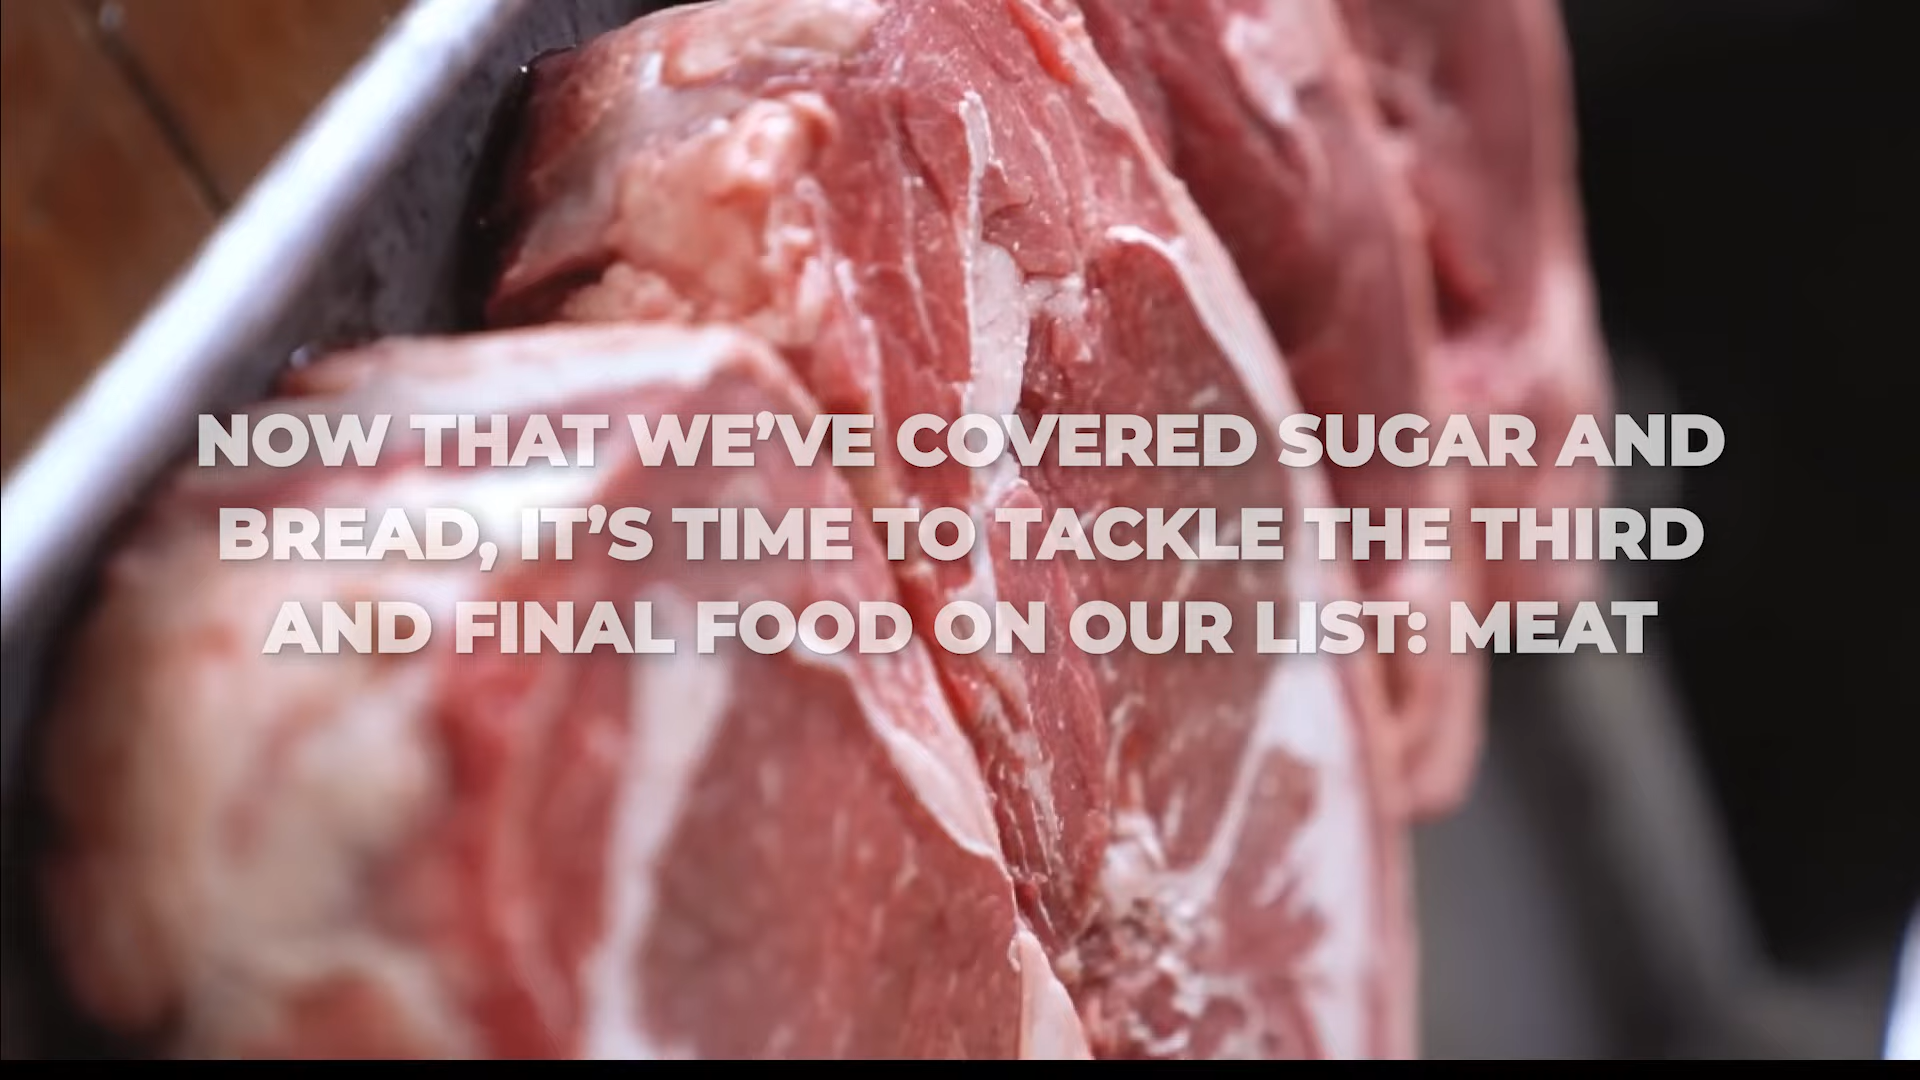 NOW THAT WE’VE COVERED SUGAR AND
BREAD, IT’S TIME TO TACKLE THE THIRD
AND FINAL FOOD ON OUR LIST: MEAT